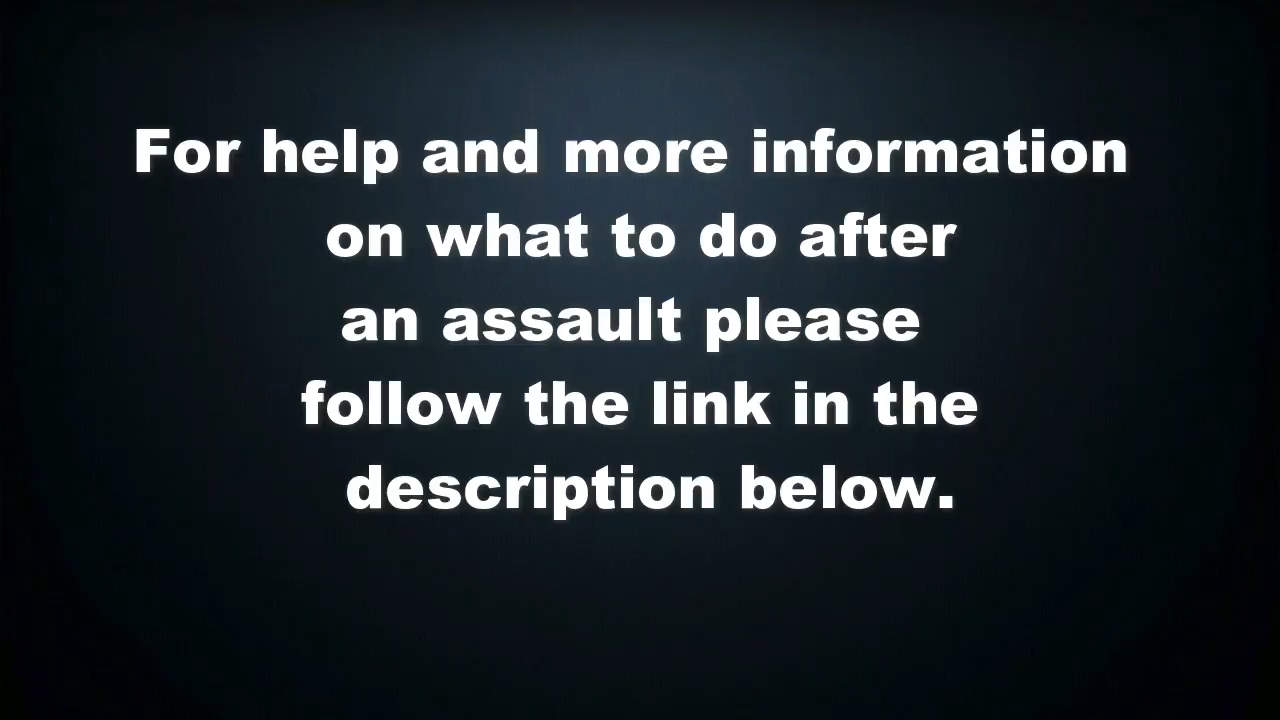 For help and more information
on what to do after
an assault please
follow the link in the
description below.